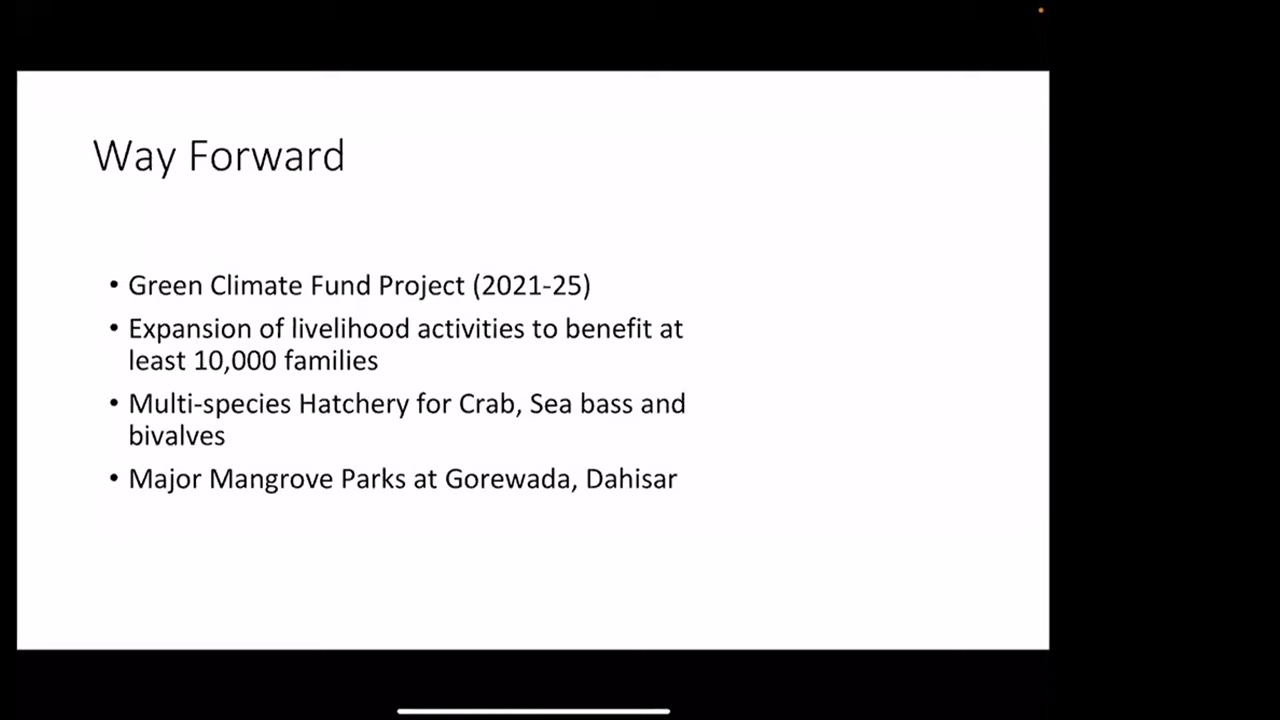 Way Forward
• Green Climate Fund Project (2021-25)
• Expansion of livelihood activities to benefit at
least 10,000 families
• Multi-species Hatchery for Crab, Sea bass and
bivalves
• Major Mangrove Parks at Gorewada, Dahisar